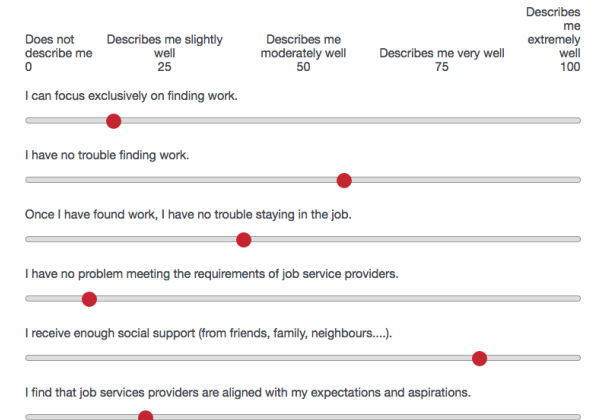 Does not describe me
0
Describes me slightly well
25
Describes me moderately well
50
Describes me very well
75
Describes me extremely well
100
I can focus exclusively on finding work.
I have no trouble finding work.
Once I have found work, I have no trouble staying in the job.
I have no problem meeting the requirements of job service providers.
I receive enough social support (from friends, family, neighbours....).
I find that job services providers are aligned with my expectations and aspirations.